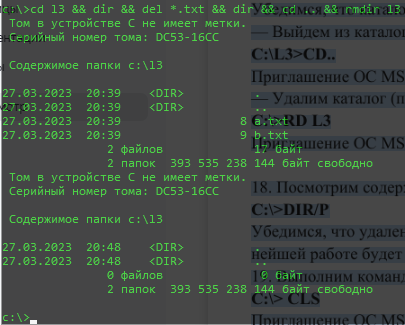 c:\>cd l3 && dir && del *.txt && dir && cd .. && rmdir l3
Том в устройстве C не имеет метки.
Серийный номер тома: DC53-16CC
Содержимое папки c:\l3
27.03.2023 20:39 <DIR> .
27.03.2023 20:39 <DIR> ..
27.03.2023 20:39 8 a.txt
27.03.2023 20:39 9 b.txt
2 файлов 17 байт
2 папок 393 535 238 144 байт свободно
Том в устройстве C не имеет метки.
Серийный номер тома: DC53-16CC
Содержимое папки c:\l3
27.03.2023 20:48 <DIR> .
27.03.2023 20:48 <DIR> ..
0 файлов 0 байт
2 папок 393 535 238 144 байт свободно
c:\>
— Выйдем из каталог
C:\L3>CD..
Приглашение ОС MS
— Удалим каталог (п
C:\>RD L3
Приглашение ОС MS
18. Посмотрим содер
C:\>DIR/P
Убедимся, что удален
нейшей работе будет
19. Заполним команд
C:\> CLS
Приглашение ОС MS